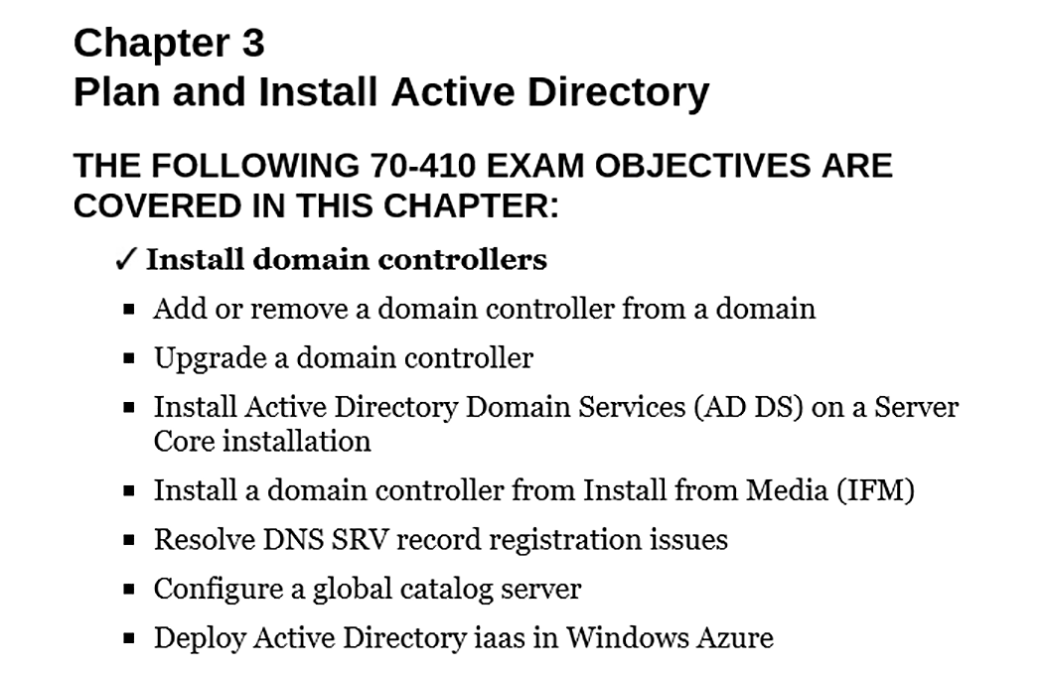 Chapter 3
Plan and Install Active Directory
THE FOLLOWING 70-410 EXAM OBJECTIVES ARE
COVERED IN THIS CHAPTER:
✓ Install domain controllers
▪ Add or remove a domain controller from a domain
▪ Upgrade a domain controller
▪ Install Active Directory Domain Services (AD DS) on a Server
Core installation
▪ Install a domain controller from Install from Media (IFM)
▪ Resolve DNS SRV record registration issues
▪ Configure a global catalog server
▪ Deploy Active Directory iaas in Windows Azure